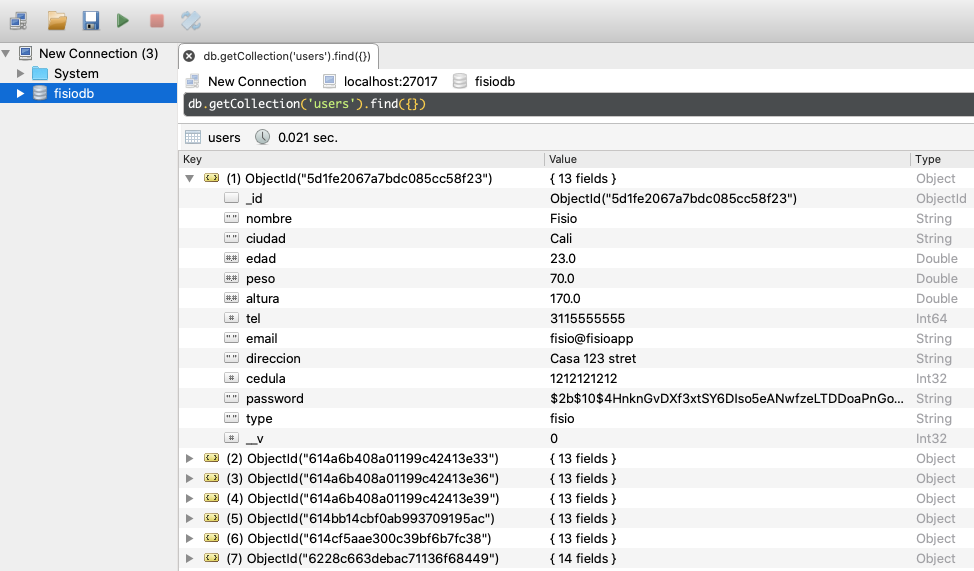 New Connection (3)
System
fisiodb
db.getCollection('users').find({})
New Connection localhost:27017 fisiodb
db.getCollection('users').find({})
users 0.021 sec.
Key Value Type
(1) ObjectId("5d1fe2067a7bdc085cc58f23") { 13 fields } Object
_id ObjectId("5d1fe2067a7bdc085cc58f23") ObjectId
nombre Fisio String
ciudad Cali String
edad 23.0 Double
peso 70.0 Double
altura 170.0 Double
tel 3115555555 Int64
email fisio@fisioapp String
direccion Casa 123 stret String
cedula 1212121212 Int32
password $2b$10$4HnknGvDXf3xtSY6DIso5eANwfzeLTDDoaPnGo... String
type fisio String
__v 0 Int32
(2) ObjectId("614a6b408a01199c42413e33") { 13 fields } Object
(3) ObjectId("614a6b408a01199c42413e36") { 13 fields } Object
(4) ObjectId("614a6b408a01199c42413e39") { 13 fields } Object
(5) ObjectId("614bb14cbf0ab993709195ac") { 13 fields } Object
(6) ObjectId("614cf5aae300c39bf6b7fc38") { 13 fields } Object
(7) ObjectId("6228c663debac71136f68449") { 14 fields } Object